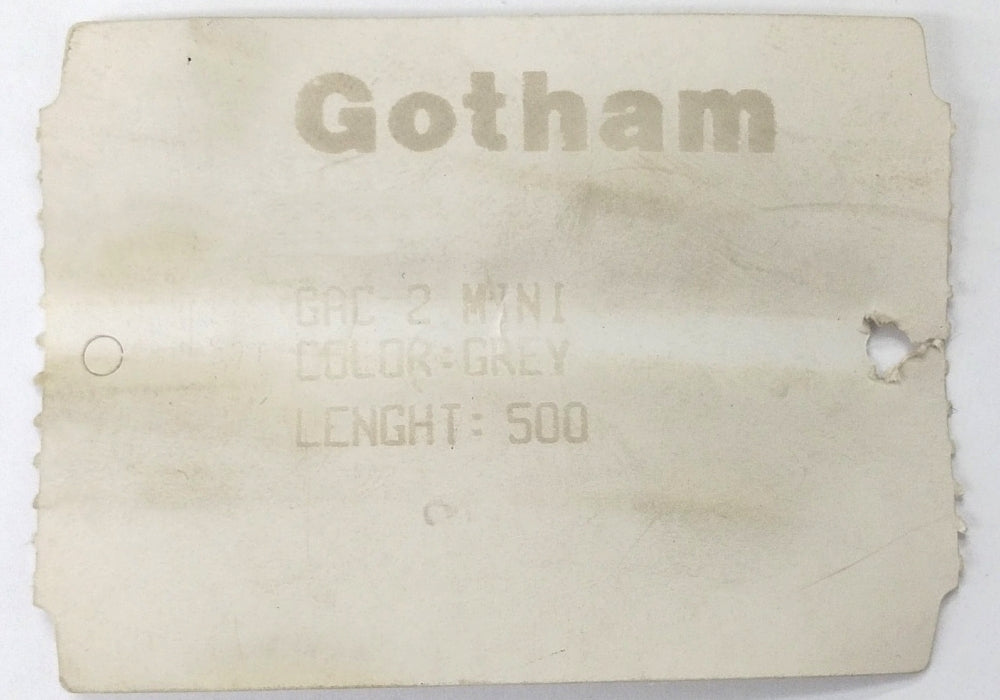 Gotham
GAC 2 MINI
COLOR:GREY
LENGHT: 500